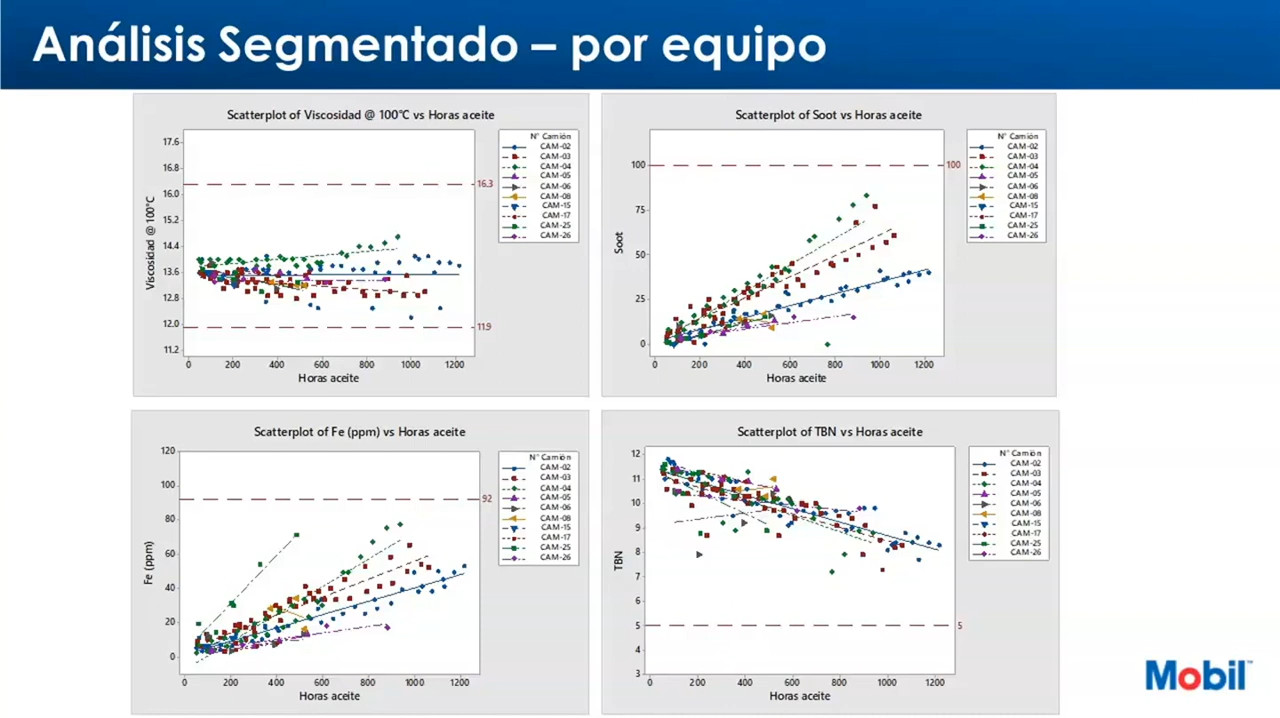 Análisis Segmentado – por equipo
Scatterplot of Viscosidad @ 100°C vs Horas aceite
17.6
16.8
16.0
15.2
14.4
13.6
12.8
12.0
11.2
Viscosidad @ 100°C
16.3
11.9
0 200 400 600 800 1000 1200
Horas aceite
N° Camión
CAM-02
CAM-03
CAM-04
CAM-05
CAM-06
CAM-08
CAM-15
CAM-17
CAM-25
CAM-26
Scatterplot of Soot vs Horas aceite
100
75
50
25
0
Soot
100
0 200 400 600 800 1000 1200
Horas aceite
N° Camión
CAM-02
CAM-03
CAM-04
CAM-05
CAM-06
CAM-08
CAM-15
CAM-17
CAM-25
CAM-26
Scatterplot of Fe (ppm) vs Horas aceite
120
100
80
60
40
20
0
Fe (ppm)
92
0 200 400 600 800 1000 1200
Horas aceite
N° Camión
CAM-02
CAM-03
CAM-04
CAM-05
CAM-06
CAM-08
CAM-15
CAM-17
CAM-25
CAM-26
Scatterplot of TBN vs Horas aceite
12
11
10
9
8
7
6
5
4
3
TBN
5
0 200 400 600 800 1000 1200
Horas aceite
N° Camión
CAM-02
CAM-03
CAM-04
CAM-05
CAM-06
CAM-08
CAM-15
CAM-17
CAM-25
CAM-26
Mobil™